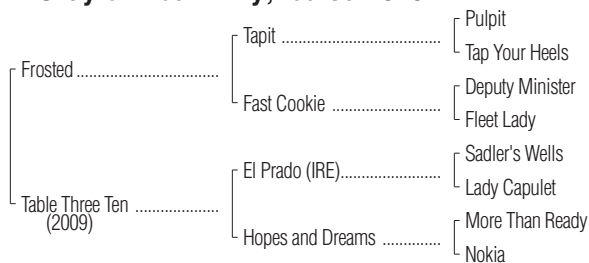 Pulpit
Tapit ................................
Tap Your Heels
Frosted ..................................
Deputy Minister
Fast Cookie ..........................
Fleet Lady
Sadler's Wells
El Prado (IRE)........................
Lady Capulet
Table Three Ten ....................
(2009)
More Than Ready
Hopes and Dreams ..............
Nokia